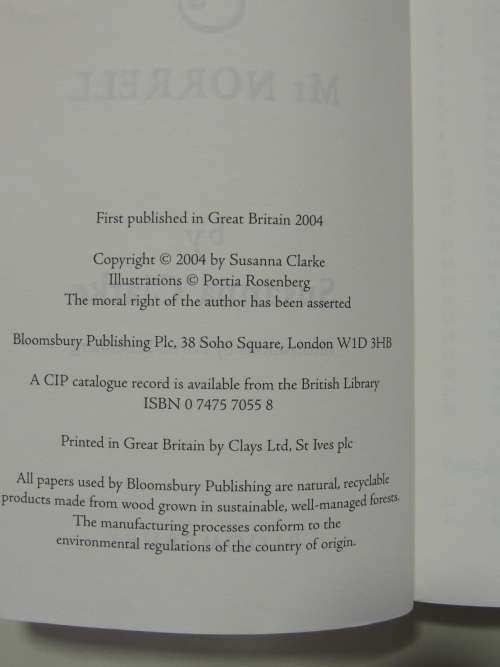 Mr NORRELL
First published in Great Britain 2004
Copyright © 2004 by Susanna Clarke
Illustrations © Portia Rosenberg
The moral right of the author has been asserted
Bloomsbury Publishing Plc, 38 Soho Square, London W1D 3HB
A CIP catalogue record is available from the British Library
ISBN 0 7475 7055 8
Printed in Great Britain by Clays Ltd, St Ives plc
All papers used by Bloomsbury Publishing are natural, recyclable
products made from wood grown in sustainable, well-managed forests.
The manufacturing processes conform to the
environmental regulations of the country of origin.